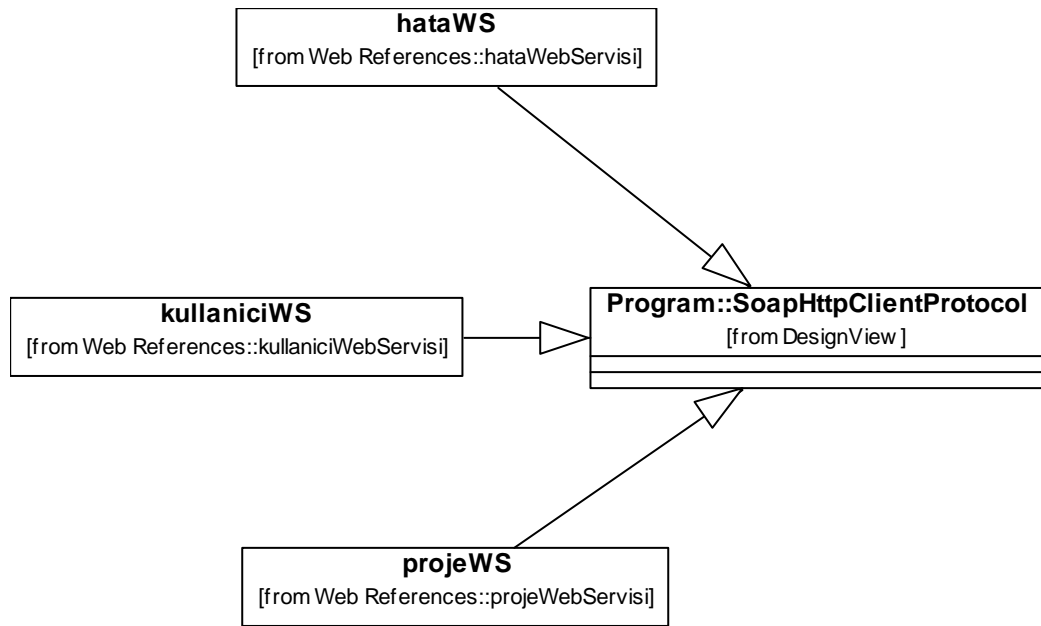 hataWS
[from Web References::hataWebServisi]
kullaniciWS
[from Web References::kullaniciWebServisi]
Program::SoapHttpClientProtocol
[from DesignView ]
projeWS
[from Web References::projeWebServisi]